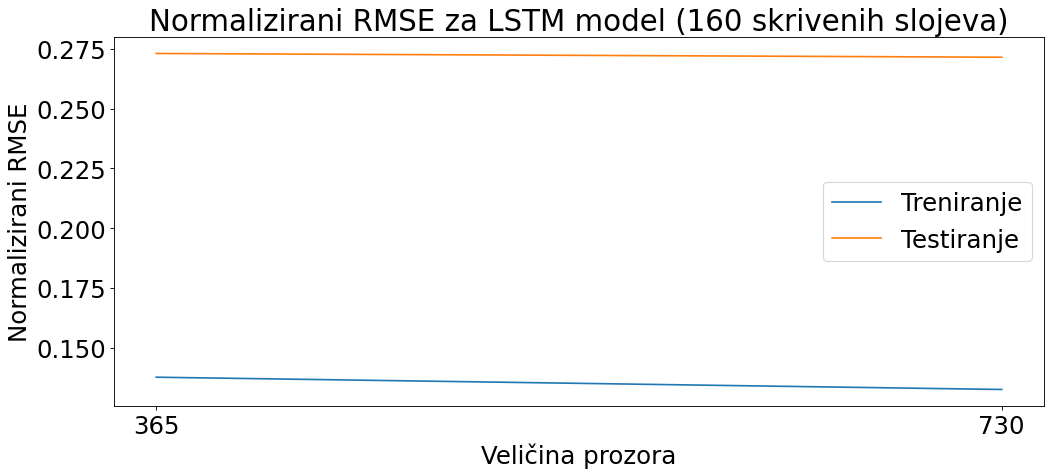 Normalizirani RMSE za LSTM model (160 skrivenih slojeva)
Normalizirani RMSE
0.275
0.250
0.225
0.200
0.175
0.150
Treniranje
Testiranje
365
730
Veličina prozora